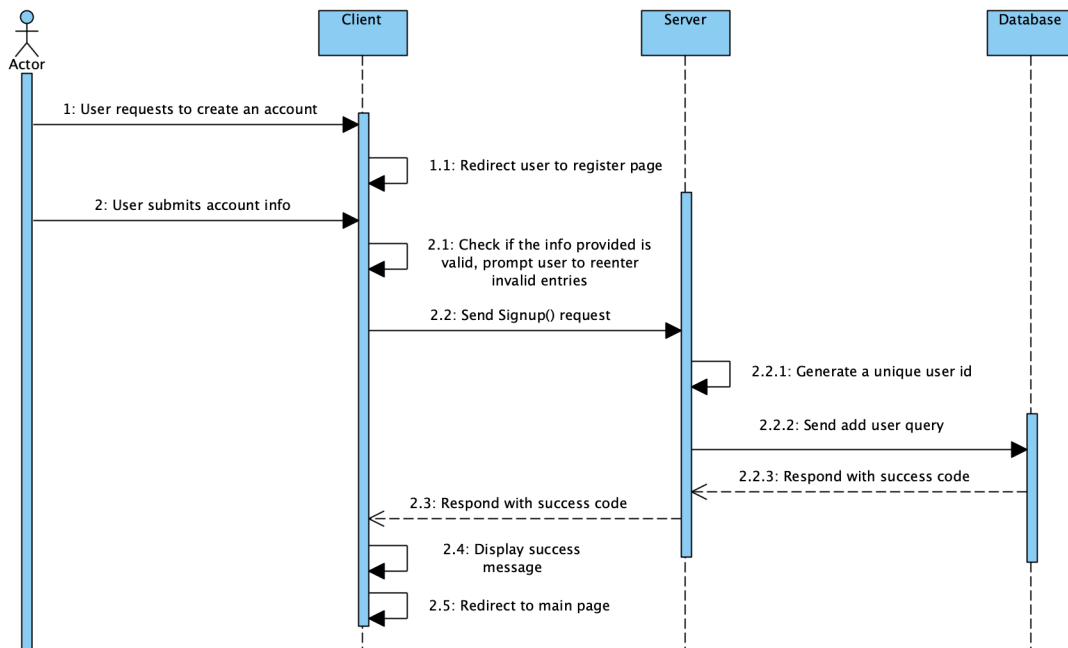 Client
Server
Database
Actor
1: User requests to create an account
1.1: Redirect user to register page
2: User submits account info
2.1: Check if the info provided is
valid, prompt user to reenter
invalid entries
2.2: Send Signup() request
2.2.1: Generate a unique user id
2.2.2: Send add user query
2.2.3: Respond with success code
2.3: Respond with success code
2.4: Display success
message
2.5: Redirect to main page